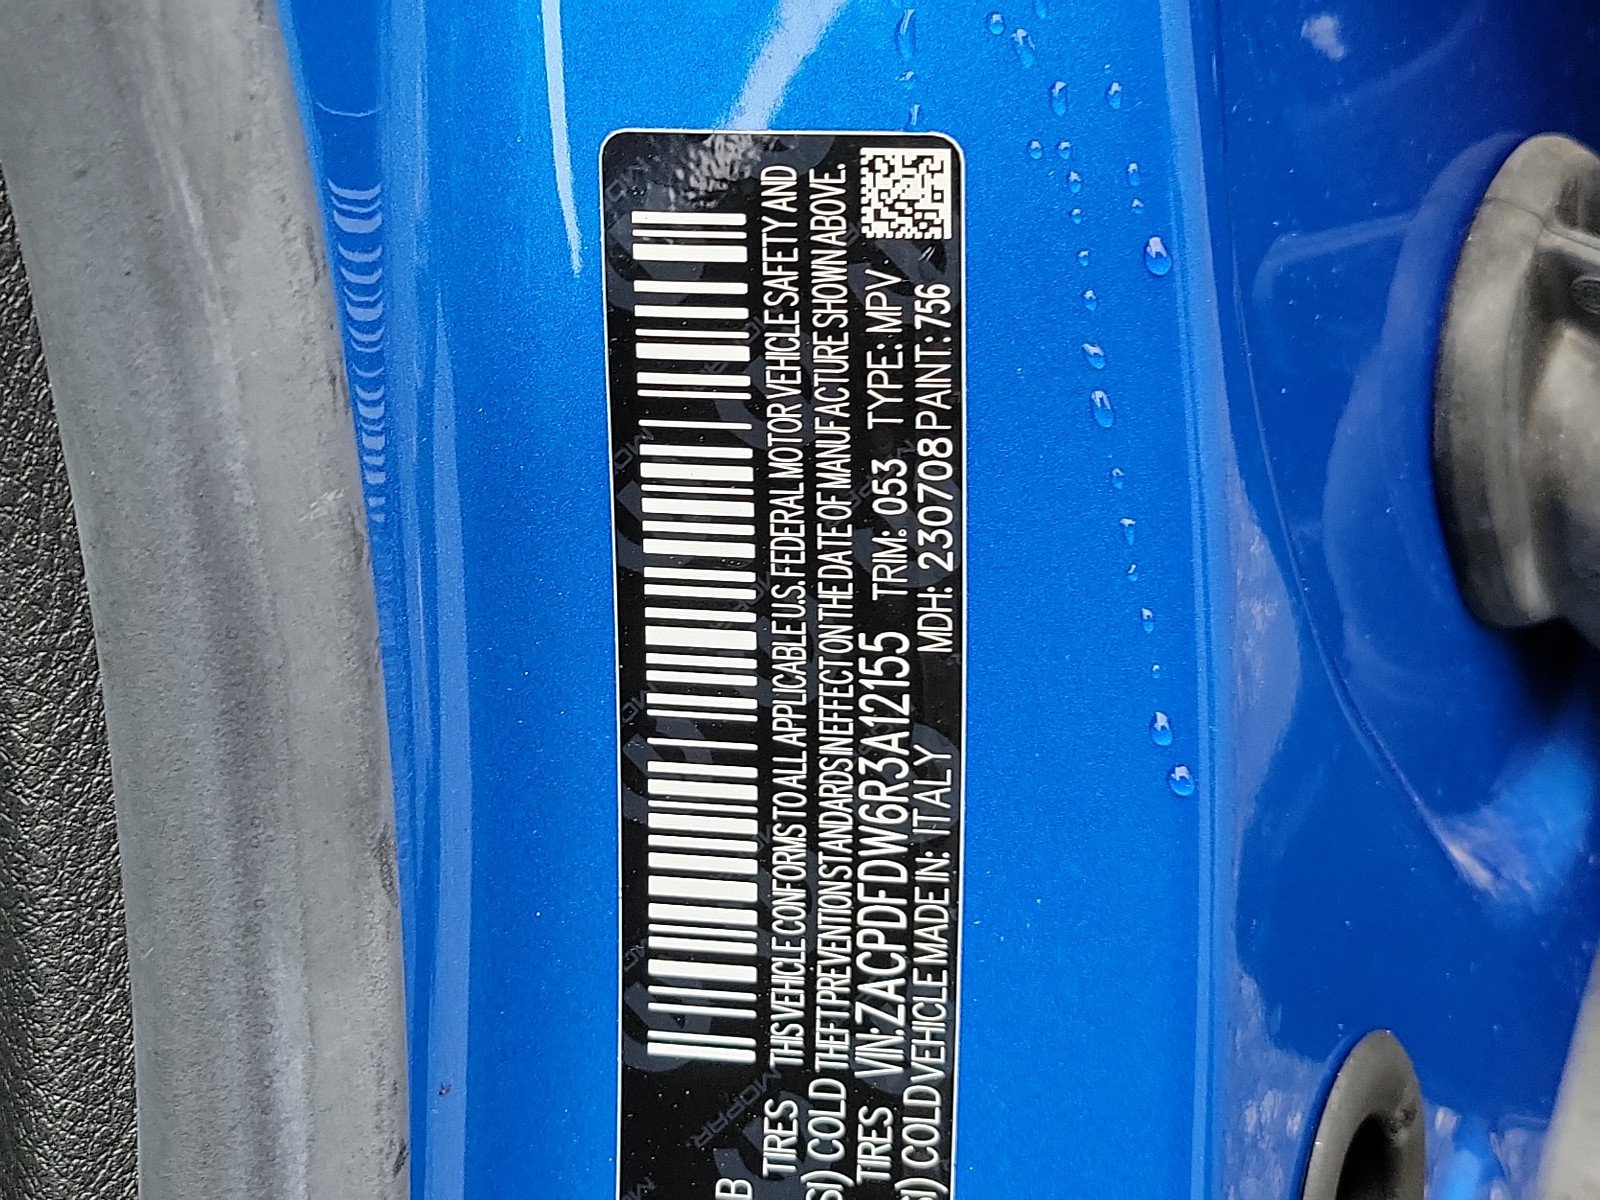 THIS VEHICLE CONFORMS TO ALL APPLICABLE U.S. FEDERAL MOTOR VEHICLE SAFETY AND
THEFT PREVENTION STANDARDS IN EFFECT ON THE DATE OF MANUFACTURE SHOWN ABOVE.
VIN: ZACPDFDW6R3A12155 TRIM: 053 TYPE: MPV
VEHICLE MADE IN: ITALY MDH: 230708 PAINT: 756
TIRES
COLD
TIRES
COLD
MOPAR